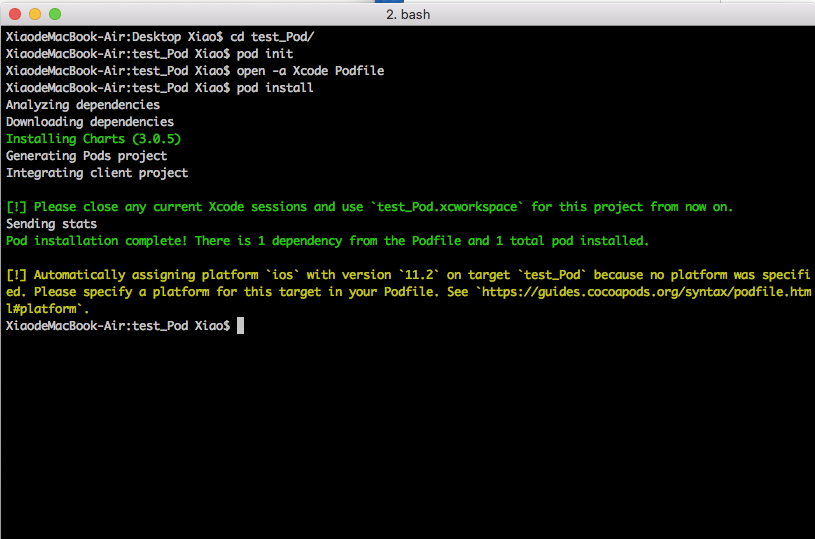 2. bash
XiaodeMacBook-Air:Desktop Xiao$ cd test_Pod/
XiaodeMacBook-Air:test_Pod Xiao$ pod init
XiaodeMacBook-Air:test_Pod Xiao$ open -a Xcode Podfile
XiaodeMacBook-Air:test_Pod Xiao$ pod install
Analyzing dependencies
Downloading dependencies
Installing Charts (3.0.5)
Generating Pods project
Integrating client project
[!] Please close any current Xcode sessions and use `test_Pod.xcworkspace` for this project from now on.
Sending stats
Pod installation complete! There is 1 dependency from the Podfile and 1 total pod installed.
[!] Automatically assigning platform `ios` with version `11.2` on target `test_Pod` because no platform was specifi
ed. Please specify a platform for this target in your Podfile. See `https://guides.cocoapods.org/syntax/podfile.htm
l#platform`.
XiaodeMacBook-Air:test_Pod Xiao$